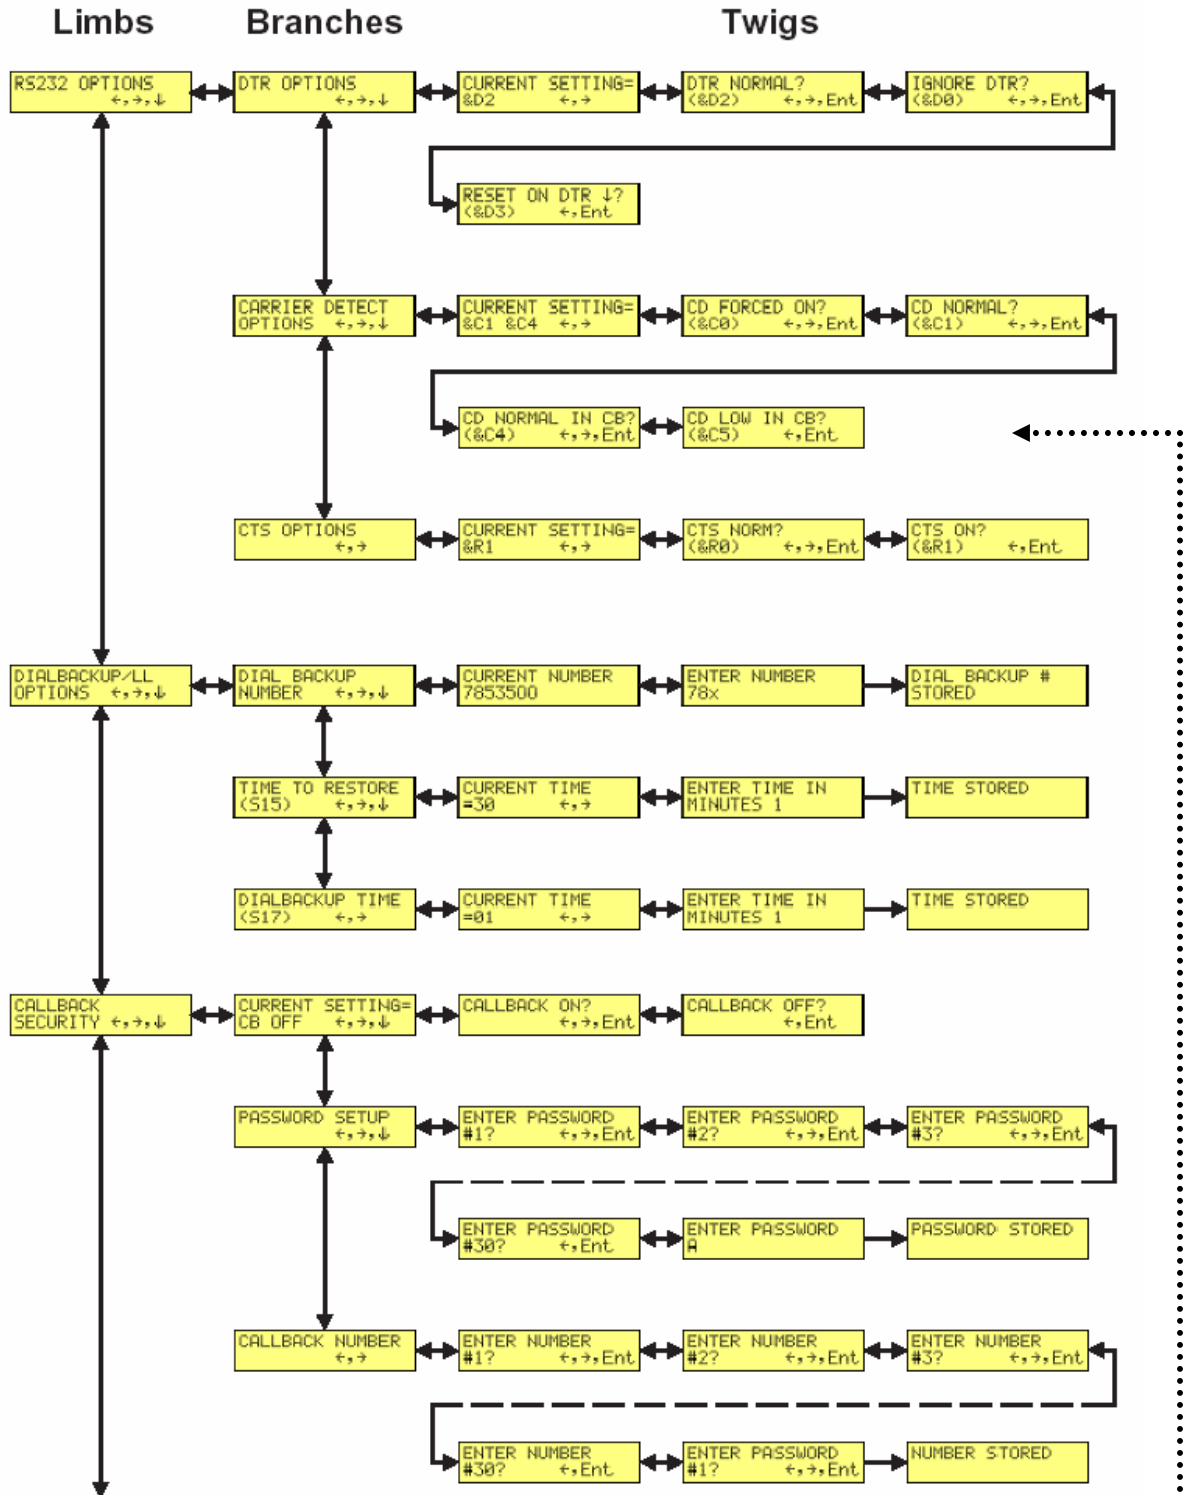 Limbs Branches Twigs
RS232 OPTIONS
←,→,↓
DTR OPTIONS
←,→,↓
CURRENT SETTING=
&D2 ←,→
DTR NORMAL?
(&D2) ←,→,Ent
IGNORE DTR?
(&D0) ←,→,Ent
RESET ON DTR ↓?
(&D3) ←,Ent
CARRIER DETECT
OPTIONS ←,→,↓
CURRENT SETTING=
&C1 &C4 ←,→
CD FORCED ON?
(&C0) ←,→,Ent
CD NORMAL?
(&C1) ←,→,Ent
CD NORMAL IN CB?
(&C4) ←,→,Ent
CD LOW IN CB?
(&C5) ←,Ent
CTS OPTIONS
←,→
CURRENT SETTING=
&R1 ←,→
CTS NORM?
(&R0) ←,→,Ent
CTS ON?
(&R1) ←,Ent
DIALBACKUP/LL
OPTIONS ←,→,↓
DIAL BACKUP
NUMBER ←,→,↓
CURRENT NUMBER
7853500
ENTER NUMBER
78x
DIAL BACKUP #
STORED
TIME TO RESTORE
(S15) ←,→,↓
CURRENT TIME
=30 ←,→
ENTER TIME IN
MINUTES 1
TIME STORED
DIALBACKUP TIME
(S17) ←,→
CURRENT TIME
=01 ←,→
ENTER TIME IN
MINUTES 1
TIME STORED
CALLBACK
SECURITY ←,→,↓
CURRENT SETTING=
CB OFF ←,→,↓
CALLBACK ON?
←,→,Ent
CALLBACK OFF?
←,Ent
PASSWORD SETUP
←,→,↓
ENTER PASSWORD
#1? ←,→,Ent
ENTER PASSWORD
#2? ←,→,Ent
ENTER PASSWORD
#3? ←,→,Ent
ENTER PASSWORD
#30? ←,Ent
ENTER PASSWORD
A
PASSWORD STORED
CALLBACK NUMBER
←,→
ENTER NUMBER
#1? ←,→,Ent
ENTER NUMBER
#2? ←,→,Ent
ENTER NUMBER
#3? ←,→,Ent
ENTER NUMBER
#30? ←,Ent
ENTER PASSWORD
#1? ←,→,Ent
NUMBER STORED